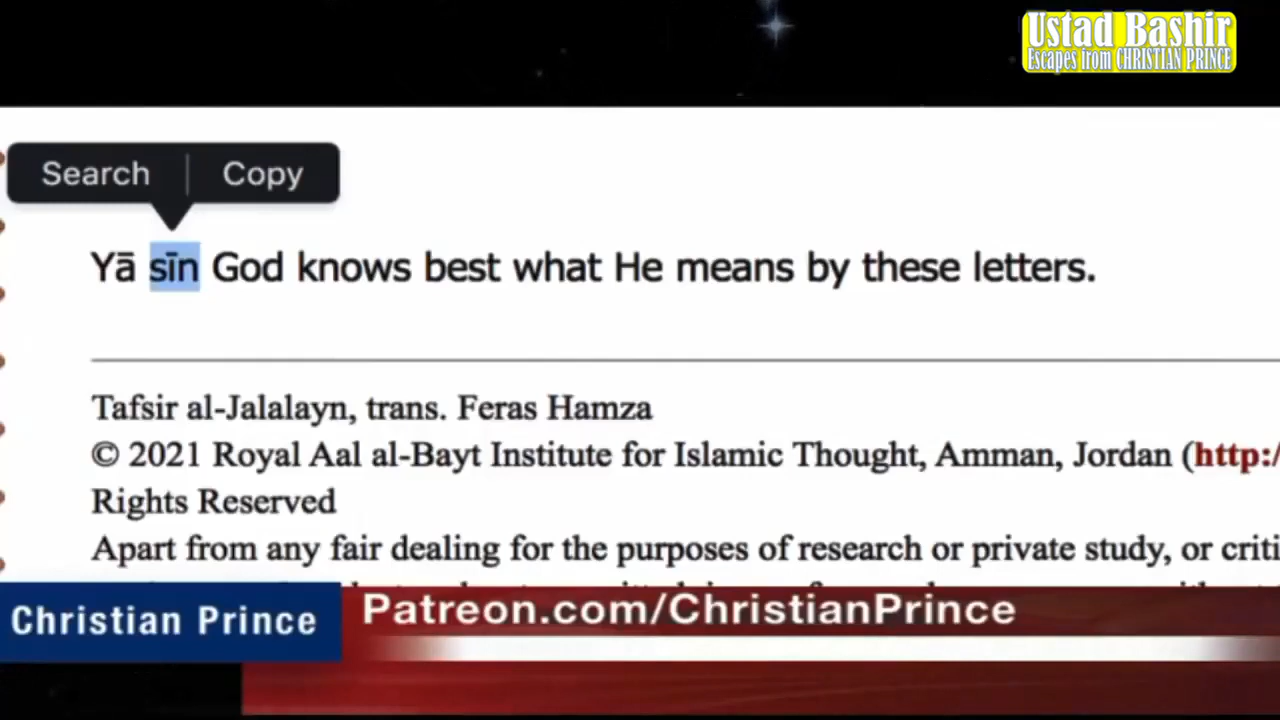 Ustad Bashir
Escapes from CHRISTIAN PRINCE
Search Copy
Yā sīn God knows best what He means by these letters.
Tafsir al-Jalalayn, trans. Feras Hamza
© 2021 Royal Aal al-Bayt Institute for Islamic Thought, Amman, Jordan (http:/
Rights Reserved
Apart from any fair dealing for the purposes of research or private study, or criti
Christian Prince
Patreon.com/ChristianPrince